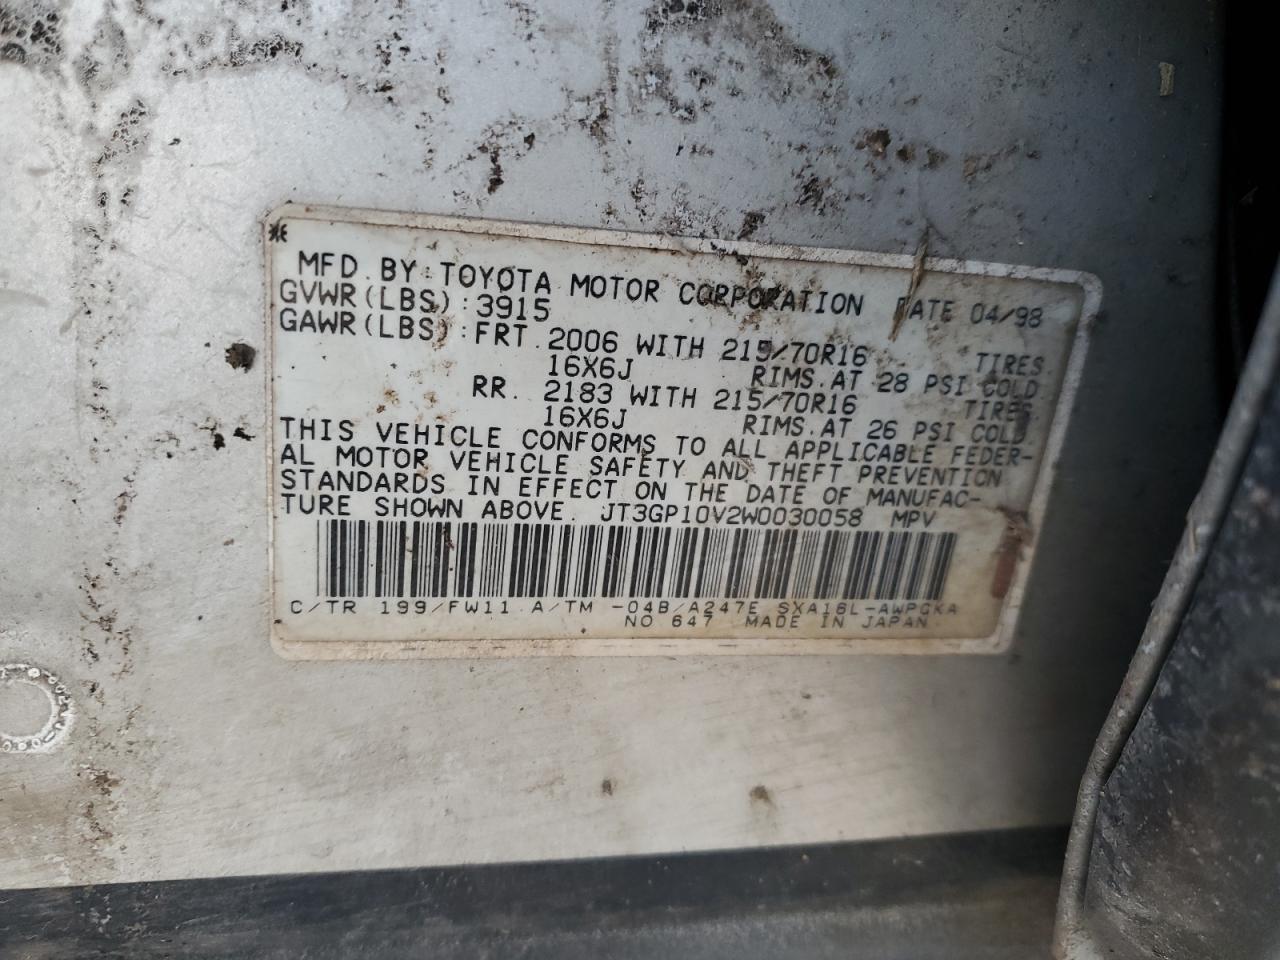 MFD. BY: TOYOTA MOTOR CORPORATION DATE 04/98
GVWR(LBS): 3915
GAWR(LBS): FRT. 2006 WITH 215/70R16 TIRES.
16X6J RIMS. AT 28 PSI COLD
RR. 2183 WITH 215/70R16 TIRES.
16X6J RIMS. AT 26 PSI COLD.
THIS VEHICLE CONFORMS TO ALL APPLICABLE FEDER-
AL MOTOR VEHICLE SAFETY AND THEFT PREVENTION
STANDARDS IN EFFECT ON THE DATE OF MANUFAC-
TURE SHOWN ABOVE. JT3GP10V2W0030058 MPV
C/TR 199/FW11 A/TM -04B/A247E SXA16L-AWPGKA
NO 647 MADE IN JAPAN